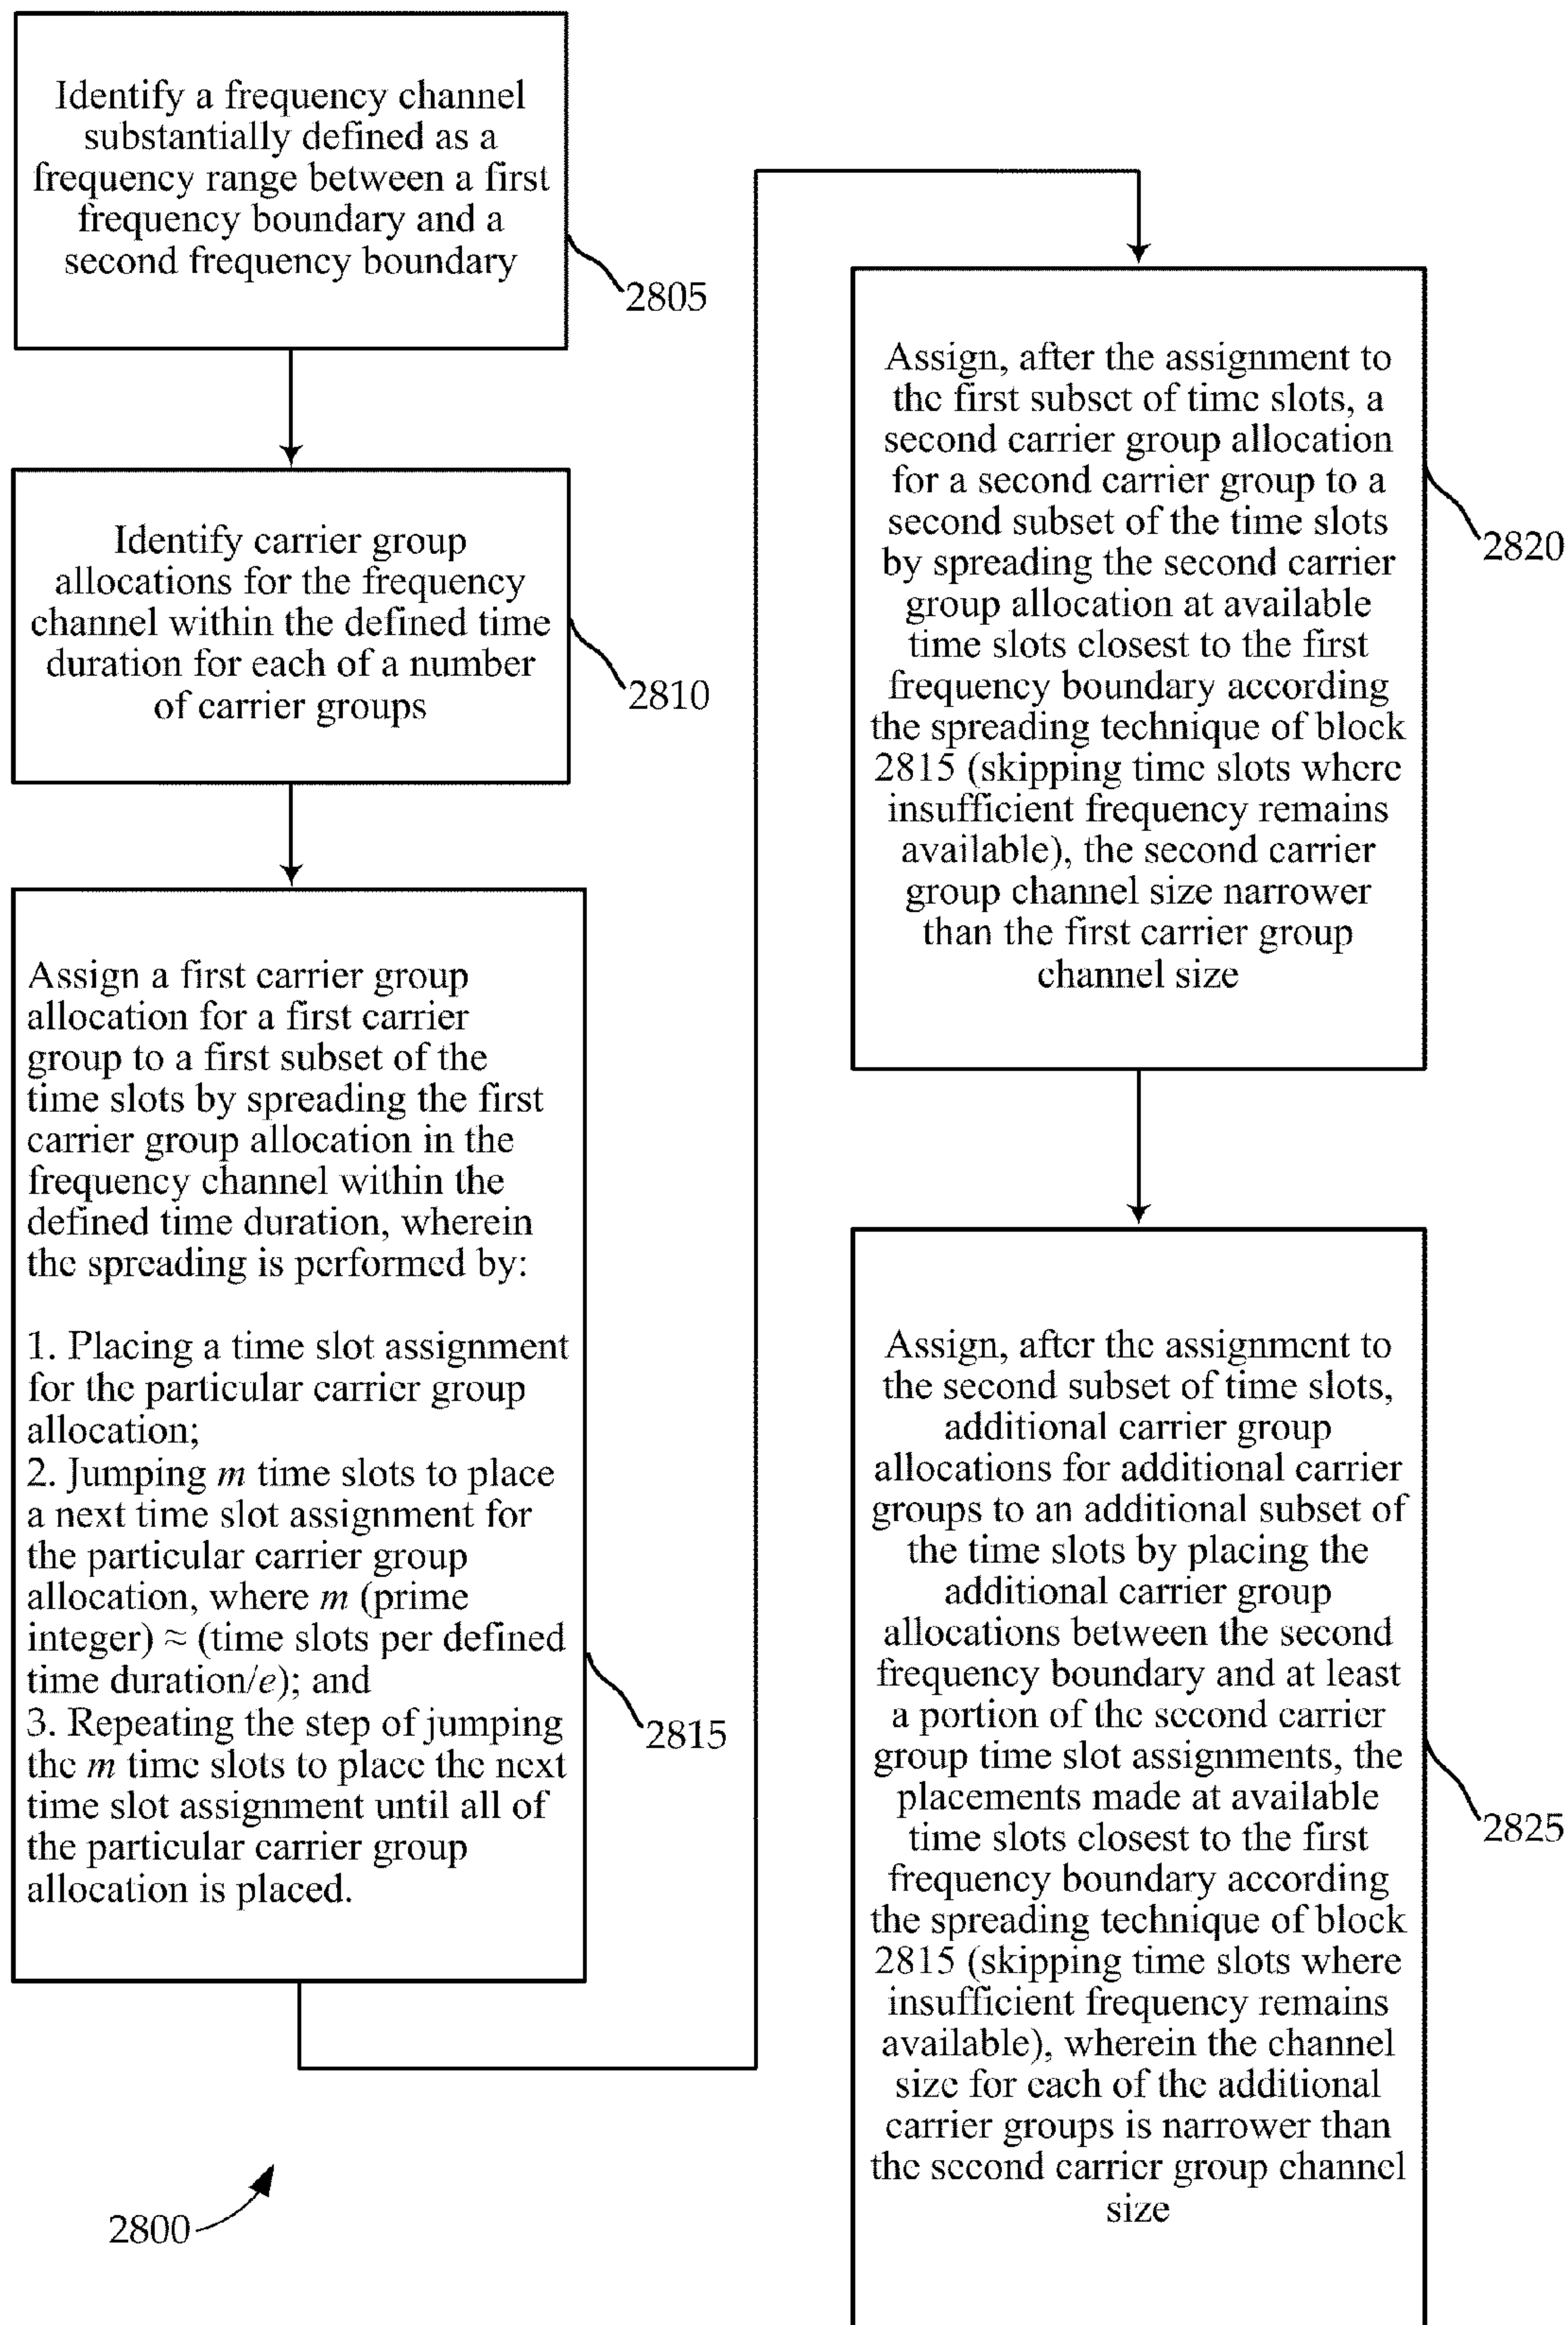 Identify a frequency channel
substantially defined as a
frequency range between a first
frequency boundary and a
second frequency boundary
2805
Identify carrier group
allocations for the frequency
channel within the defined time
duration for each of a number
of carrier groups
2810
Assign a first carrier group
allocation for a first carrier
group to a first subset of the
time slots by spreading the first
carrier group allocation in the
frequency channel within the
defined time duration, wherein
the spreading is performed by:
1. Placing a time slot assignment
for the particular carrier group
allocation;
2. Jumping m time slots to place
a next time slot assignment for
the particular carrier group
allocation, where m (prime
integer) ≈ (time slots per defined
time duration/e); and
3. Repeating the step of jumping
the m time slots to place the next
time slot assignment until all of
the particular carrier group
allocation is placed.
2815
Assign, after the assignment to
the first subset of time slots, a
second carrier group allocation
for a second carrier group to a
second subset of the time slots
by spreading the second carrier
group allocation at available
time slots closest to the first
frequency boundary according
the spreading technique of block
2815 (skipping time slots where
insufficient frequency remains
available), the second carrier
group channel size narrower
than the first carrier group
channel size
2820
Assign, after the assignment to
the second subset of time slots,
additional carrier group
allocations for additional carrier
groups to an additional subset of
the time slots by placing the
additional carrier group
allocations between the second
frequency boundary and at least
a portion of the second carrier
group time slot assignments, the
placements made at available
time slots closest to the first
frequency boundary according
the spreading technique of block
2815 (skipping time slots where
insufficient frequency remains
available), wherein the channel
size for each of the additional
carrier groups is narrower than
the second carrier group channel
size
2825
2800